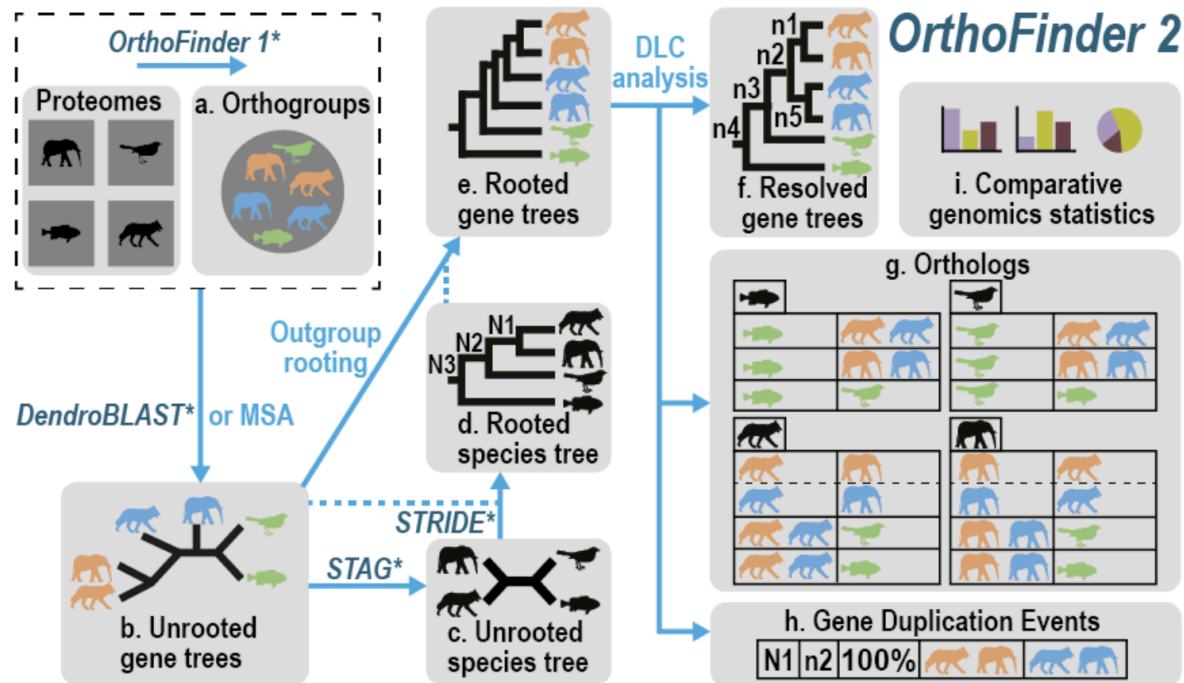 OrthoFinder 1*
Proteomes
a. Orthogroups
DendroBLAST* or MSA
b. Unrooted
gene trees
STAG*
c. Unrooted
species tree
STRIDE*
N1
N2
N3
d. Rooted
species tree
Outgroup
rooting
e. Rooted
gene trees
DLC
analysis
n1
n2
n3
n5
n4
f. Resolved
gene trees
OrthoFinder 2
i. Comparative
genomics statistics
g. Orthologs
h. Gene Duplication Events
N1 n2 100%